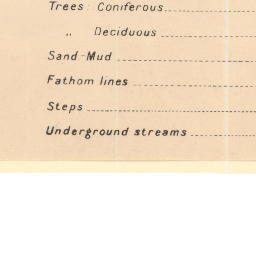 Trees: Coniferous
„ Deciduous
Sand-Mud
Fathom lines
Steps
Underground streams